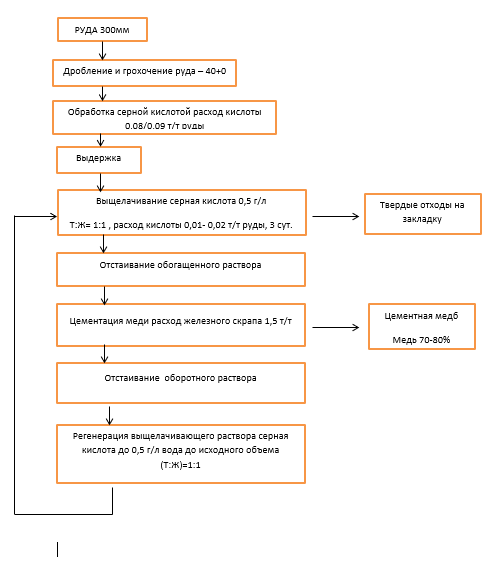 РУДА 300мм
Дробление и грохочение руда – 40+0
Обработка серной кислотой расход кислоты
0.08/0.09 т/т руды
Выдержка
Выщелачивание серная кислота 0,5 г/л
Т:Ж= 1:1 , расход кислоты 0,01- 0,02 т/т руды, 3 сут.
Твердые отходы на
закладку
Отстаивание обогащенного раствора
Цементация меди расход железного скрапа 1,5 т/т
Цементная медб
Медь 70-80%
Отстаивание оборотного раствора
Регенерация выщелачивающего раствора серная
кислота до 0,5 г/л вода до исходного объема
(Т:Ж)=1:1